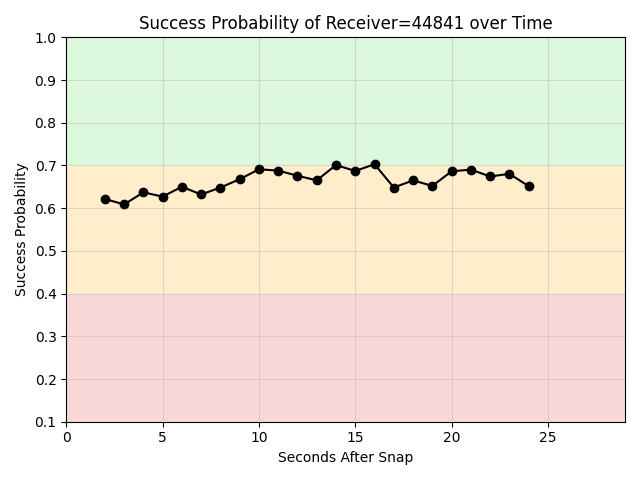 Success Probability of Receiver=44841 over Time
1.0
0.9
0.8
0.7
0.6
0.5
0.4
0.3
0.2
0.1
Success Probability
0 5 10 15 20 25
Seconds After Snap